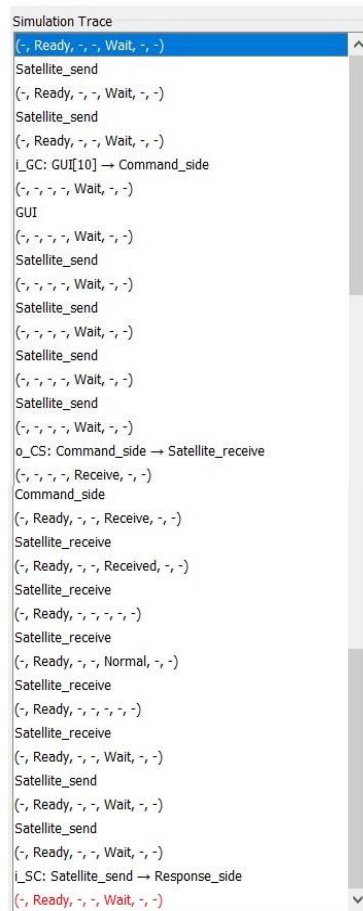 Simulation Trace
(-, Ready, -, -, Wait, -, -)
Satellite_send
(-, Ready, -, -, Wait, -, -)
Satellite_send
(-, Ready, -, -, Wait, -, -)
i_GC: GUI[10] → Command_side
(-, -, -, -, Wait, -, -)
GUI
(-, -, -, -, Wait, -, -)
Satellite_send
(-, -, -, -, Wait, -, -)
Satellite_send
(-, -, -, -, Wait, -, -)
Satellite_send
(-, -, -, -, Wait, -, -)
Satellite_send
(-, -, -, -, Wait, -, -)
o_CS: Command_side → Satellite_receive
(-, -, -, -, Receive, -, -)
Command_side
(-, Ready, -, -, Receive, -, -)
Satellite_receive
(-, Ready, -, -, Received, -, -)
Satellite_receive
(-, Ready, -, -, -, -, -)
Satellite_receive
(-, Ready, -, -, Normal, -, -)
Satellite_receive
(-, Ready, -, -, -, -, -)
Satellite_receive
(-, Ready, -, -, Wait, -, -)
Satellite_send
(-, Ready, -, -, Wait, -, -)
Satellite_send
(-, Ready, -, -, Wait, -, -)
i_SC: Satellite_send → Response_side
(-, Ready, -, -, Wait, -, -)